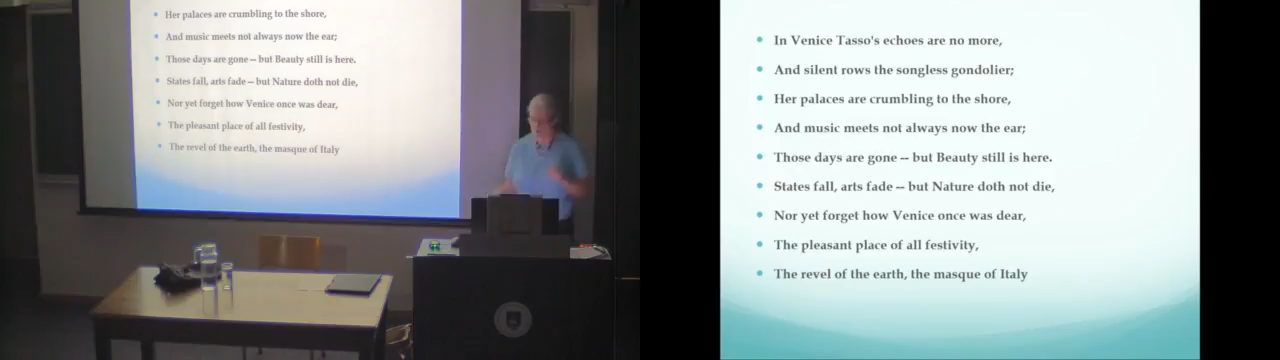 Her palaces are crumbling to the shore,
And music meets not always now the ear;
Those days are gone -- but Beauty still is here.
States fall, arts fade -- but Nature doth not die,
Nor yet forget how Venice once was dear,
The pleasant place of all festivity,
The revel of the earth, the masque of Italy
In Venice Tasso's echoes are no more,
And silent rows the songless gondolier;
Her palaces are crumbling to the shore,
And music meets not always now the ear;
Those days are gone -- but Beauty still is here.
States fall, arts fade -- but Nature doth not die,
Nor yet forget how Venice once was dear,
The pleasant place of all festivity,
The revel of the earth, the masque of Italy